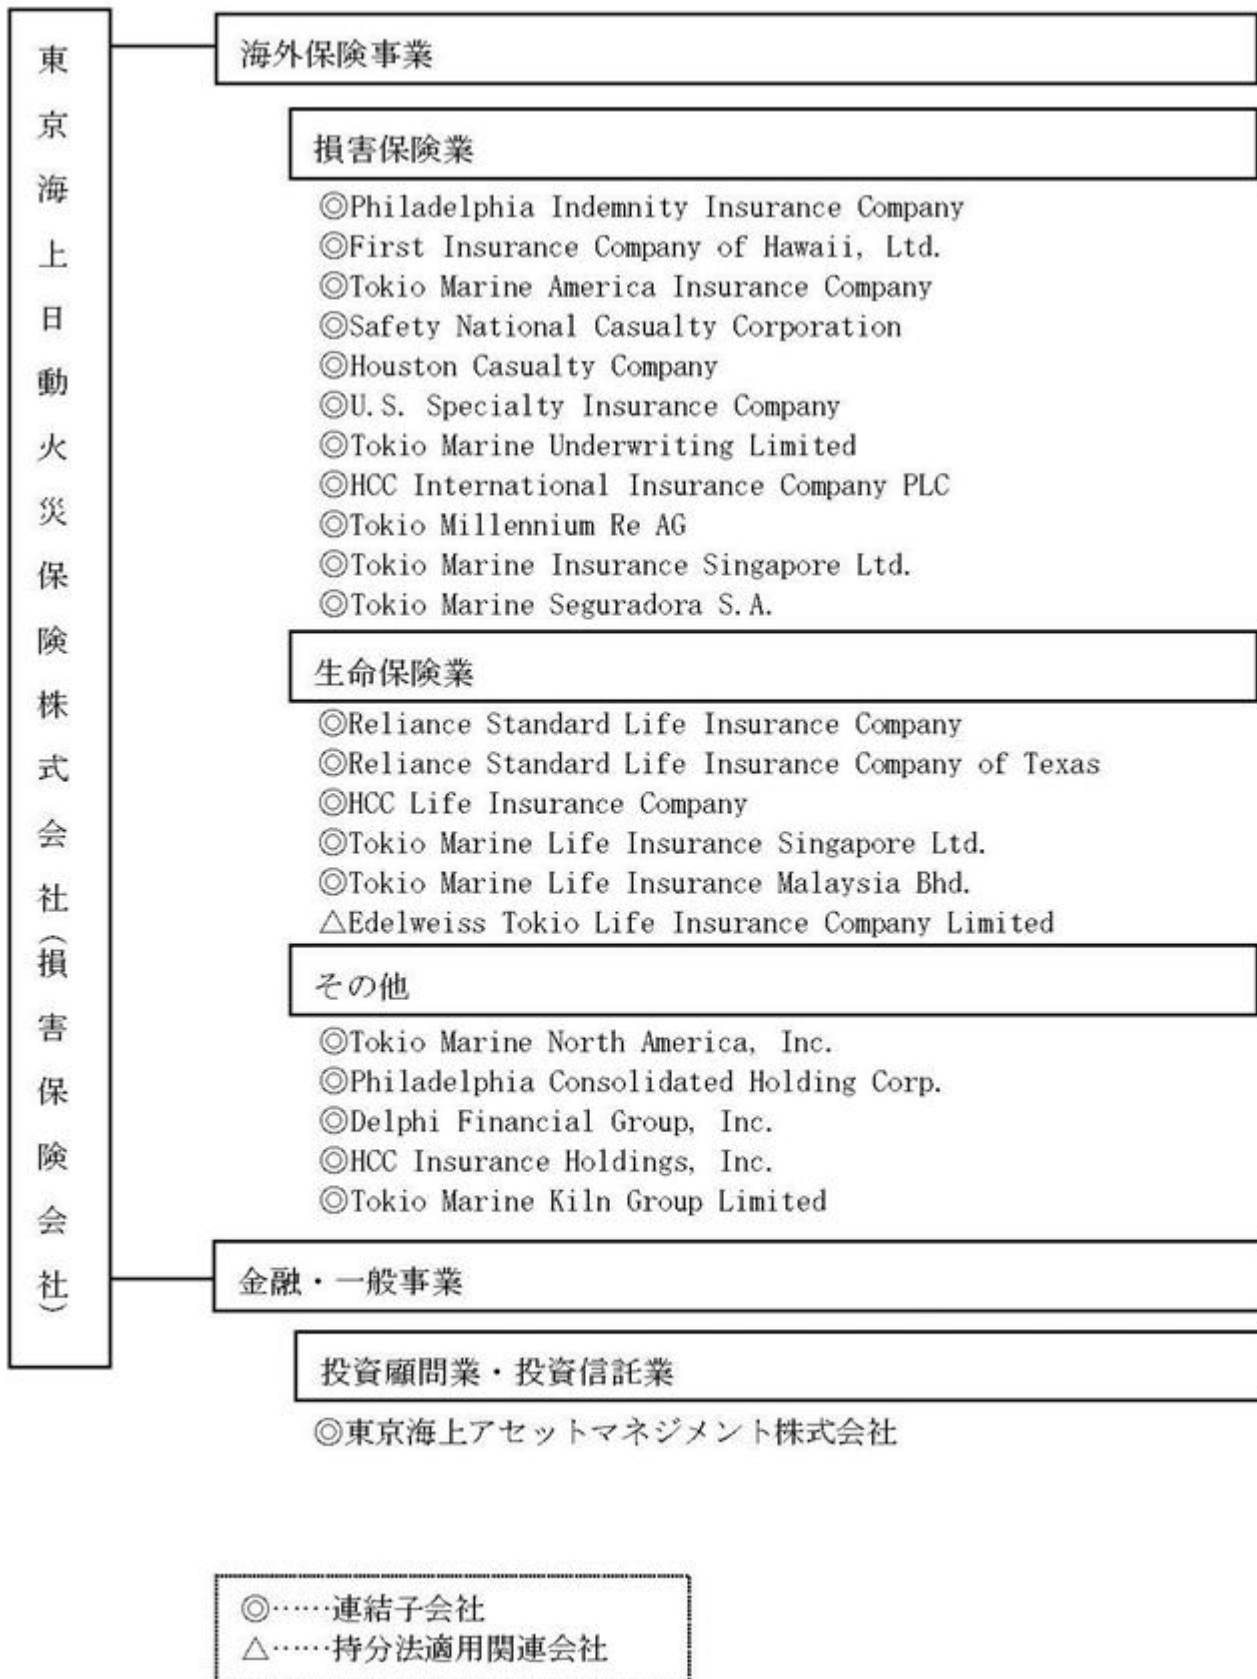 東京海上日動火災保険株式会社(損害保険会社)
海外保険事業
損害保険業
◎Philadelphia Indemnity Insurance Company
◎First Insurance Company of Hawaii, Ltd.
◎Tokio Marine America Insurance Company
◎Safety National Casualty Corporation
◎Houston Casualty Company
◎U.S. Specialty Insurance Company
◎Tokio Marine Underwriting Limited
◎HCC International Insurance Company PLC
◎Tokio Millennium Re AG
◎Tokio Marine Insurance Singapore Ltd.
◎Tokio Marine Seguradora S.A.
生命保険業
◎Reliance Standard Life Insurance Company
◎Reliance Standard Life Insurance Company of Texas
◎HCC Life Insurance Company
◎Tokio Marine Life Insurance Singapore Ltd.
◎Tokio Marine Life Insurance Malaysia Bhd.
△Edelweiss Tokio Life Insurance Company Limited
その他
◎Tokio Marine North America, Inc.
◎Philadelphia Consolidated Holding Corp.
◎Delphi Financial Group, Inc.
◎HCC Insurance Holdings, Inc.
◎Tokio Marine Kiln Group Limited
金融・一般事業
投資顧問業・投資信託業
◎東京海上アセットマネジメント株式会社
◎……連結子会社
△……持分法適用関連会社